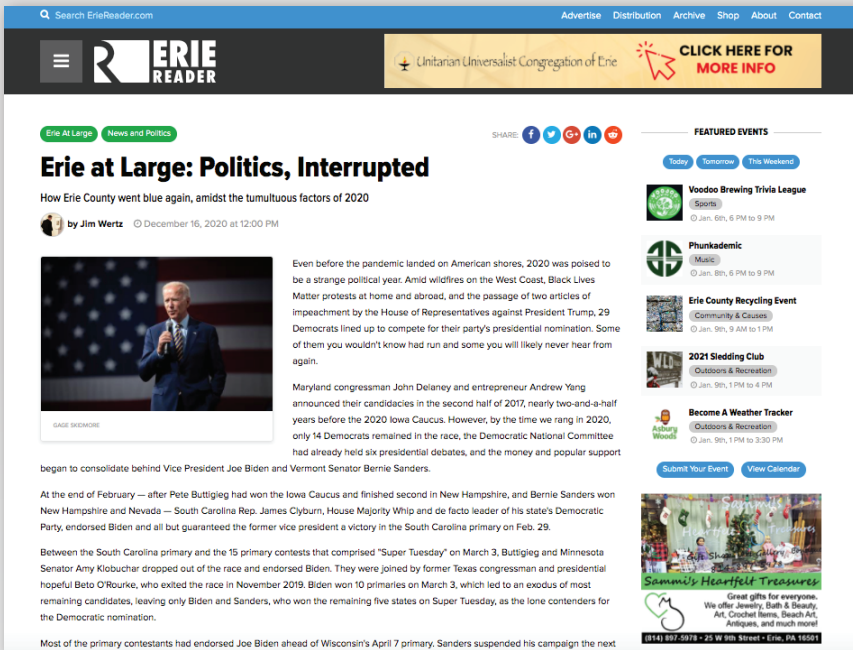 Search ErieReader.com
Advertise Distribution Archive Shop About Contact
ERIE
READER
Unitarian Universalist Congregation of Erie
CLICK HERE FOR
MORE INFO
Erie At Large News and Politics
SHARE:
Erie at Large: Politics, Interrupted
How Erie County went blue again, amidst the tumultuous factors of 2020
by Jim Wertz December 16, 2020 at 12:00 PM
GAGE SKIDMORE
Even before the pandemic landed on American shores, 2020 was poised to
be a strange political year. Amid wildfires on the West Coast, Black Lives
Matter protests at home and abroad, and the passage of two articles of
impeachment by the House of Representatives against President Trump, 29
Democrats lined up to compete for their party's presidential nomination. Some
of them you wouldn't know had run and some you will likely never hear from
again.
Maryland congressman John Delaney and entrepreneur Andrew Yang
announced their candidacies in the second half of 2017, nearly two-and-a-half
years before the 2020 Iowa Caucus. However, by the time we rang in 2020,
only 14 Democrats remained in the race, the Democratic National Committee
had already held six presidential debates, and the money and popular support
began to consolidate behind Vice President Joe Biden and Vermont Senator Bernie Sanders.
At the end of February — after Pete Buttigieg had won the Iowa Caucus and finished second in New Hampshire, and Bernie Sanders won
New Hampshire and Nevada — South Carolina Rep. James Clyburn, House Majority Whip and de facto leader of his state's Democratic
Party, endorsed Biden and all but guaranteed the former vice president a victory in the South Carolina primary on Feb. 29.
Between the South Carolina primary and the 15 primary contests that comprised "Super Tuesday" on March 3, Buttigieg and Minnesota
Senator Amy Klobuchar dropped out of the race and endorsed Biden. They were joined by former Texas congressman and presidential
hopeful Beto O'Rourke, who exited the race in November 2019. Biden won 10 primaries on March 3, which led to an exodus of most
remaining candidates, leaving only Biden and Sanders, who won the remaining five states on Super Tuesday, as the lone contenders for
the Democratic nomination.
Most of the primary contestants had endorsed Joe Biden ahead of Wisconsin's April 7 primary. Sanders suspended his campaign the next
FEATURED EVENTS
Today Tomorrow This Weekend
Voodoo Brewing Trivia League
Sports
Jan. 6th, 6 PM to 9 PM
Phunkademic
Music
Jan. 8th, 6 PM to 9 PM
Erie County Recycling Event
Community & Causes
Jan. 9th, 9 AM to 1 PM
WLD
2021 Sledding Club
Outdoors & Recreation
Jan. 9th, 1 PM to 4 PM
Asbury
Woods
Become A Weather Tracker
Outdoors & Recreation
Jan. 9th, 1 PM to 3:30 PM
Submit Your Event View Calendar
Sammi's
Heartfelt Treasures
Sammi's Heartfelt Treasures
Great gifts for everyone.
We offer Jewelry, Bath & Beauty,
Art, Crochet Items, Beach Art,
Antiques, and much more!
(814) 897-5978 • 25 W 9th Street • Erie, PA 16501